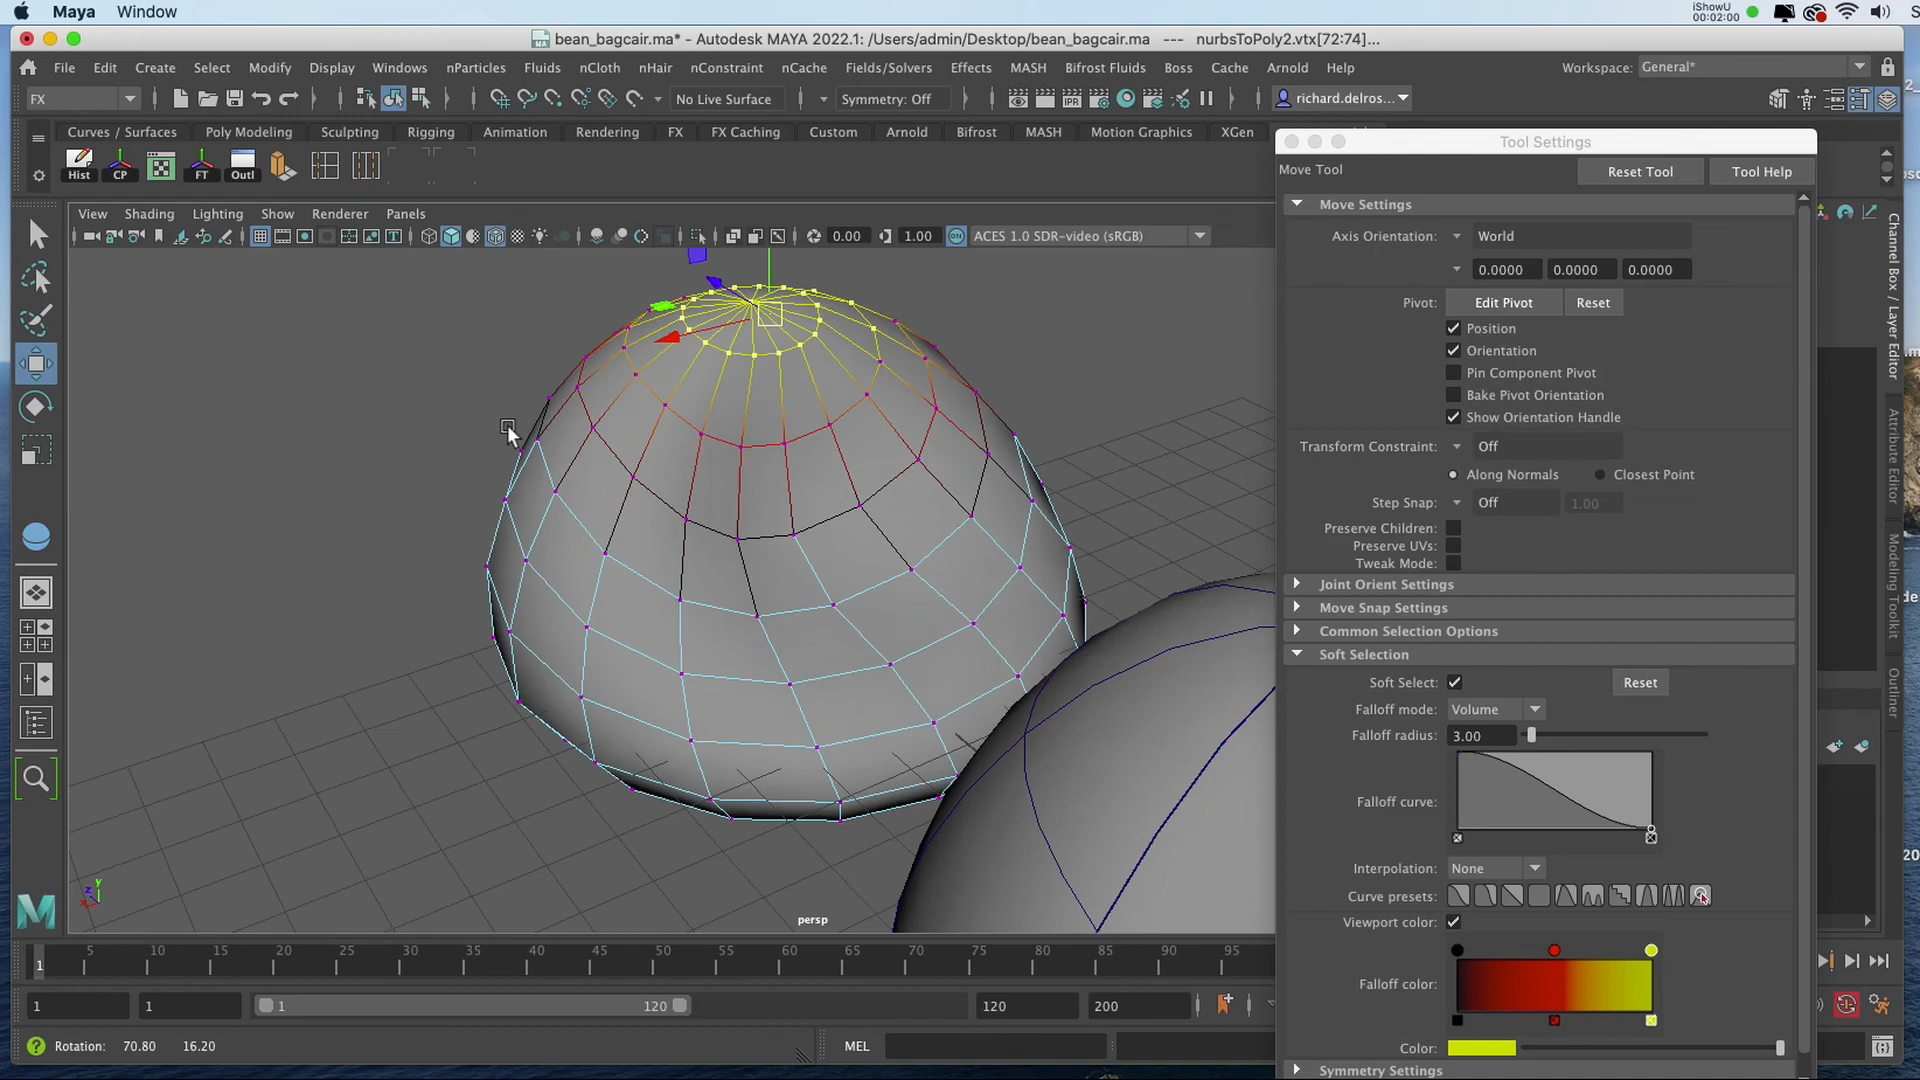 Maya Window
iShowU
00:02:00
bean_bagcair.ma* - Autodesk MAYA 2022.1: /Users/admin/Desktop/bean_bagcair.ma --- nurbsToPoly2.vtx[72:74]...
File Edit Create Select Modify Display Windows nParticles Fluids nCloth nHair nConstraint nCache Fields/Solvers Effects MASH Bifrost Fluids Boss Cache Arnold Help
Workspace: General*
FX
No Live Surface
Symmetry: Off
richard.delros...
Curves / Surfaces Poly Modeling Sculpting Rigging Animation Rendering FX FX Caching Custom Arnold Bifrost MASH Motion Graphics XGen
Hist CP FT Outl
View Shading Lighting Show Renderer Panels
0.00 1.00 ACES 1.0 SDR-video (sRGB)
Tool Settings
Move Tool Reset Tool Tool Help
Move Settings
Axis Orientation: World
0.0000 0.0000 0.0000
Pivot: Edit Pivot Reset
Position
Orientation
Pin Component Pivot
Bake Pivot Orientation
Show Orientation Handle
Transform Constraint: Off
Along Normals Closest Point
Step Snap: Off 1.00
Preserve Children:
Preserve UVs:
Tweak Mode:
Joint Orient Settings
Move Snap Settings
Common Selection Options
Soft Selection
Soft Select: Reset
Falloff mode: Volume
Falloff radius: 3.00
Falloff curve:
Interpolation: None
Curve presets:
Viewport color:
Falloff color:
Color:
Symmetry Settings
Channel Box / Layer Editor
Attribute Editor
Modeling Toolkit
Outliner
y
z
x
persp
5 10 15 20 25 30 35 40 45 50 55 60 65 70 75 80 85 90 95
1
1 1 1 120 120 200
Rotation: 70.80 16.20
MEL